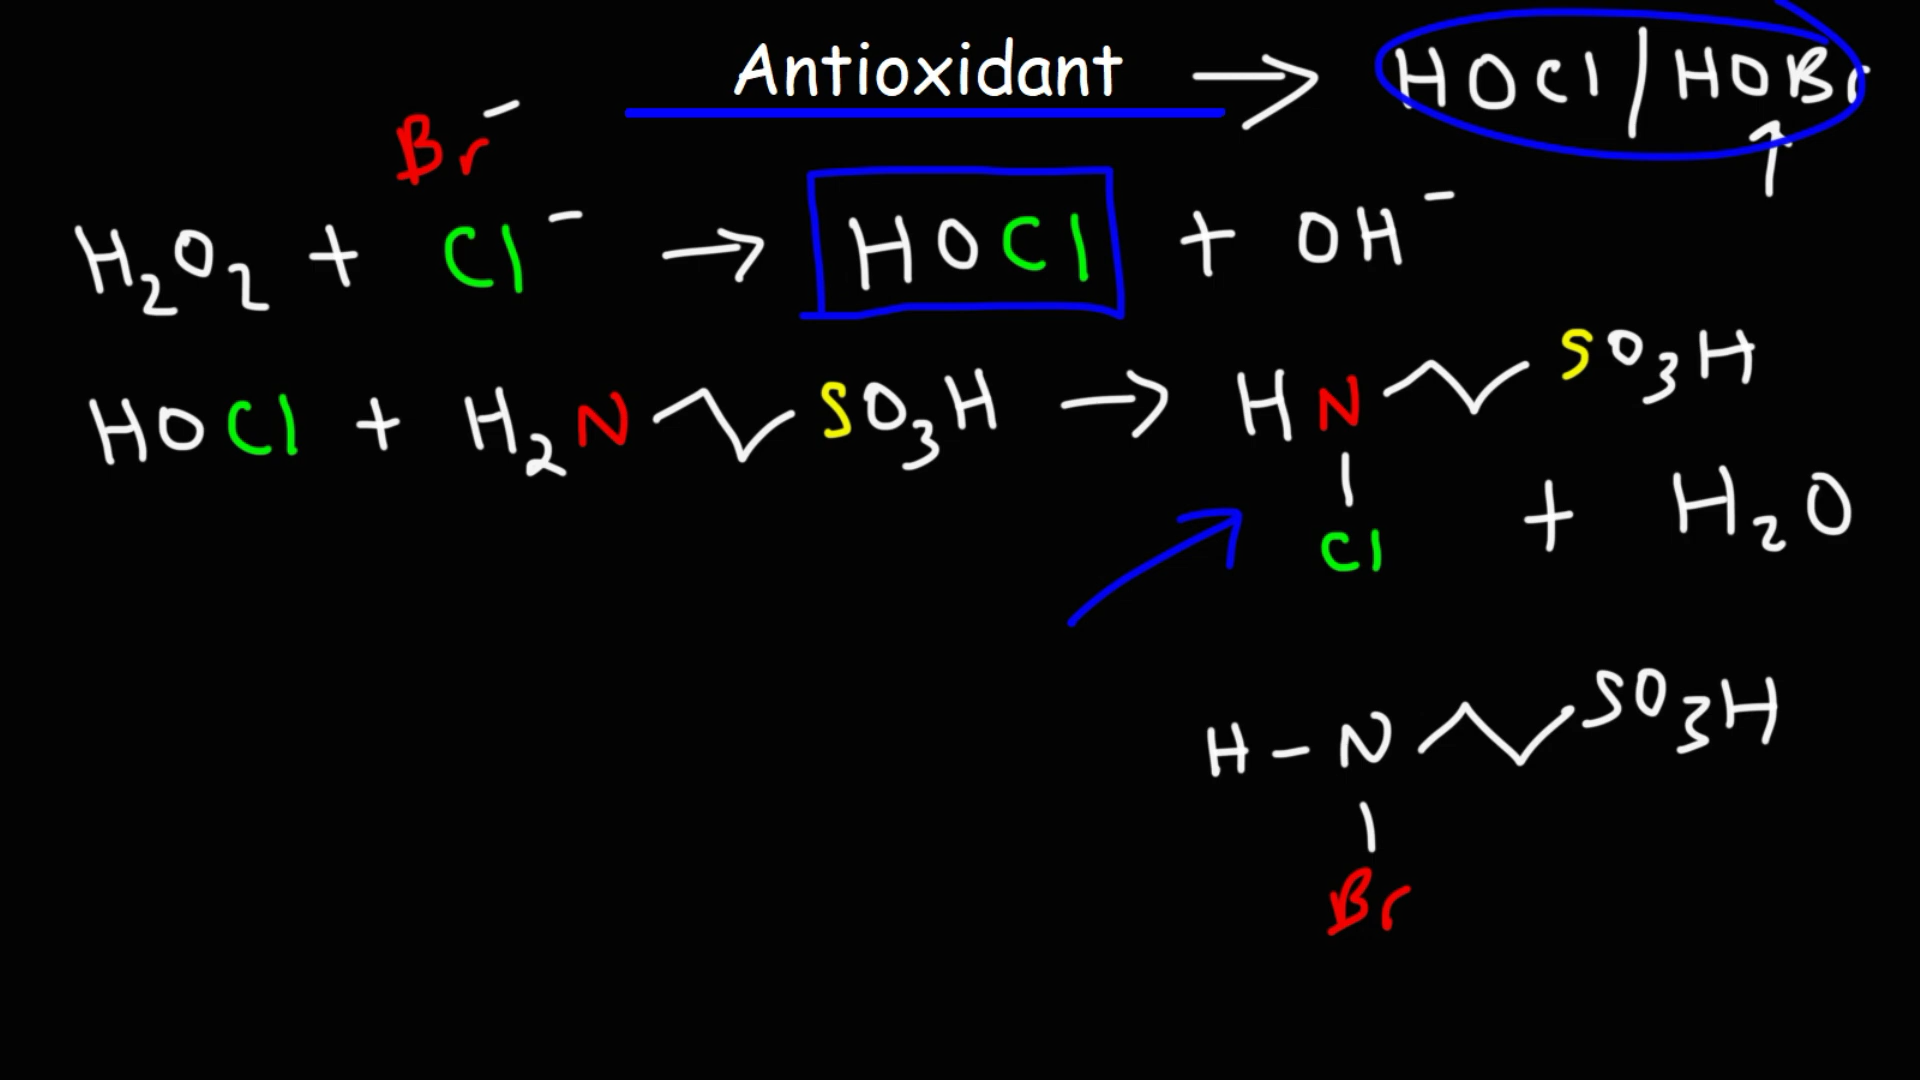 Antioxidant → HOCl / HOBr
Br⁻
H₂O₂ + Cl⁻ → HOCl + OH⁻
HOCl + H₂N SO₃H → HN SO₃H
Cl + H₂O
H - N SO₃H
Br